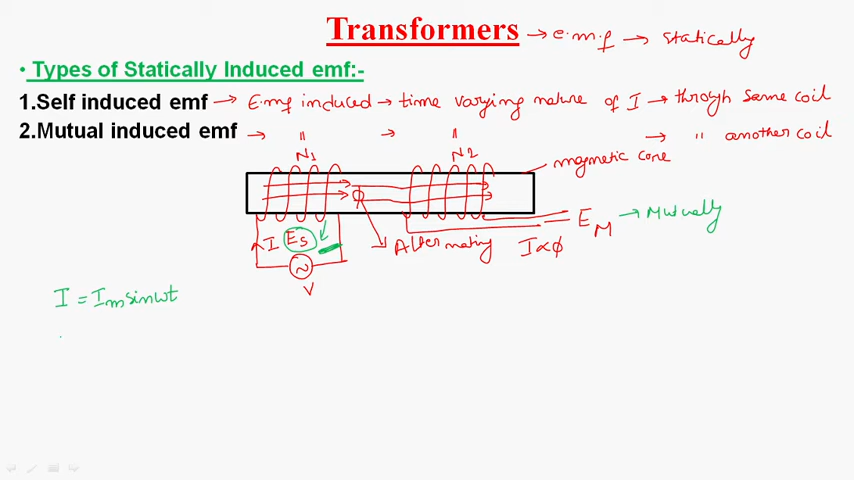 Transformers → e.m.f → statically
• Types of Statically Induced emf:-
1.Self induced emf → E.mf induced → time varying nature of I → through same coil
2.Mutual induced emf → " → " → " another coil
N1 N2
magnetic core
ϕ
I Es Alternating I∝ϕ EM → Mutually
~
V
I = Im sinωt